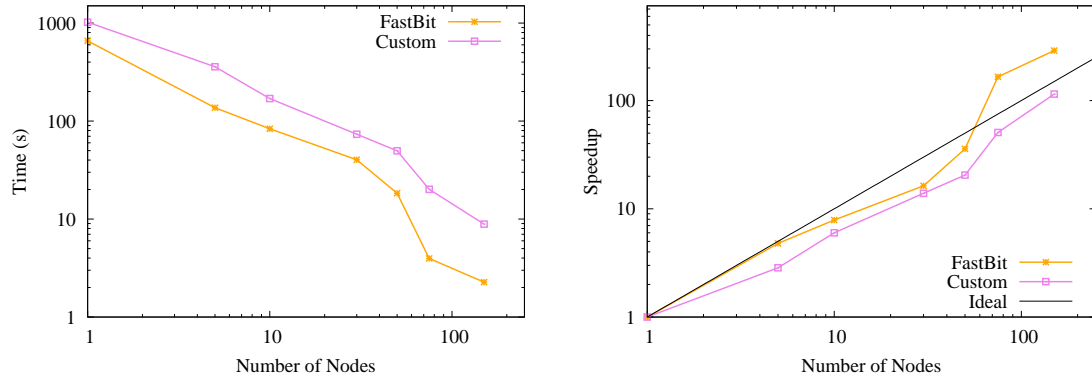 1000
100
10
1
1
10
100
Time (s)
Number of Nodes
FastBit
Custom
100
10
1
1
10
100
Speedup
Number of Nodes
FastBit
Custom
Ideal